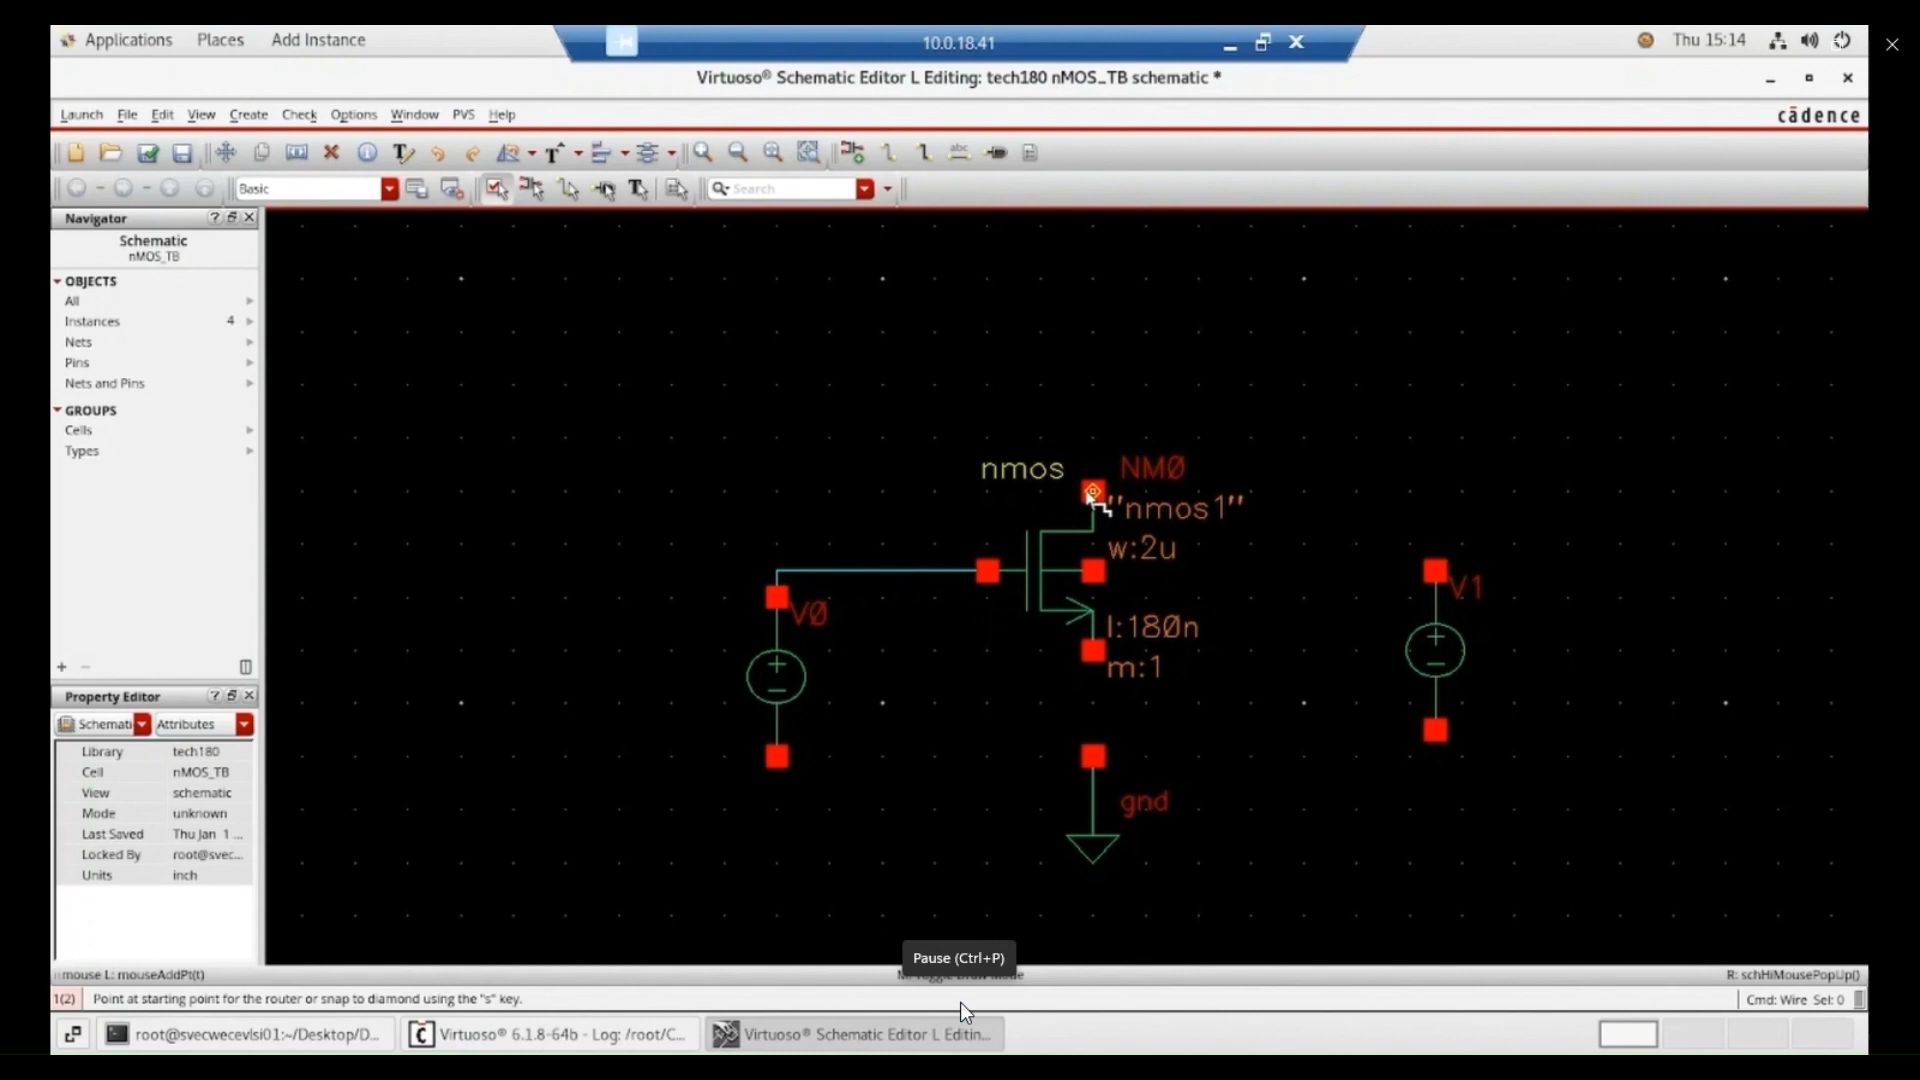 Applications Places Add Instance
10.0.18.41
Thu 15:14
Virtuoso® Schematic Editor L Editing: tech180 nMOS_TB schematic *
Launch File Edit View Create Check Options Window PVS Help
cādence
abc
Basic
Search
Navigator
Schematic
nMOS_TB
OBJECTS
All
Instances 4
Nets
Pins
Nets and Pins
GROUPS
Cells
Types
nmos NM0
"nmos1"
w:2u
V0
l:180n
m:1
V1
gnd
Property Editor
Schemati Attributes
Library tech180
Cell nMOS_TB
View schematic
Mode unknown
Last Saved Thu Jan 1 ...
Locked By root@svec...
Units inch
Pause (Ctrl+P)
mouse L: mouseAddPt(t)
R: schHiMousePopUp()
1(2) Point at starting point for the router or snap to diamond using the "s" key.
Cmd: Wire Sel: 0
root@svecwecevlsi01:~/Desktop/D...
Virtuoso® 6.1.8-64b - Log: /root/C...
Virtuoso® Schematic Editor L Editin...